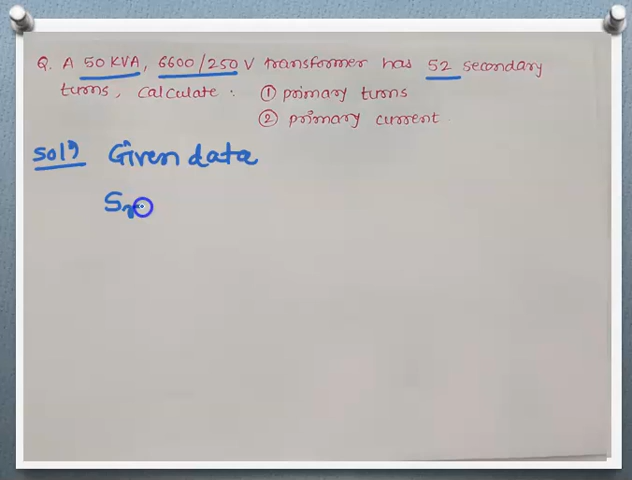 Q. A 50 KVA, 6600/250 V transformer has 52 secondary
turns, calculate : ① primary turns
② primary current.
Solⁿ) Given data